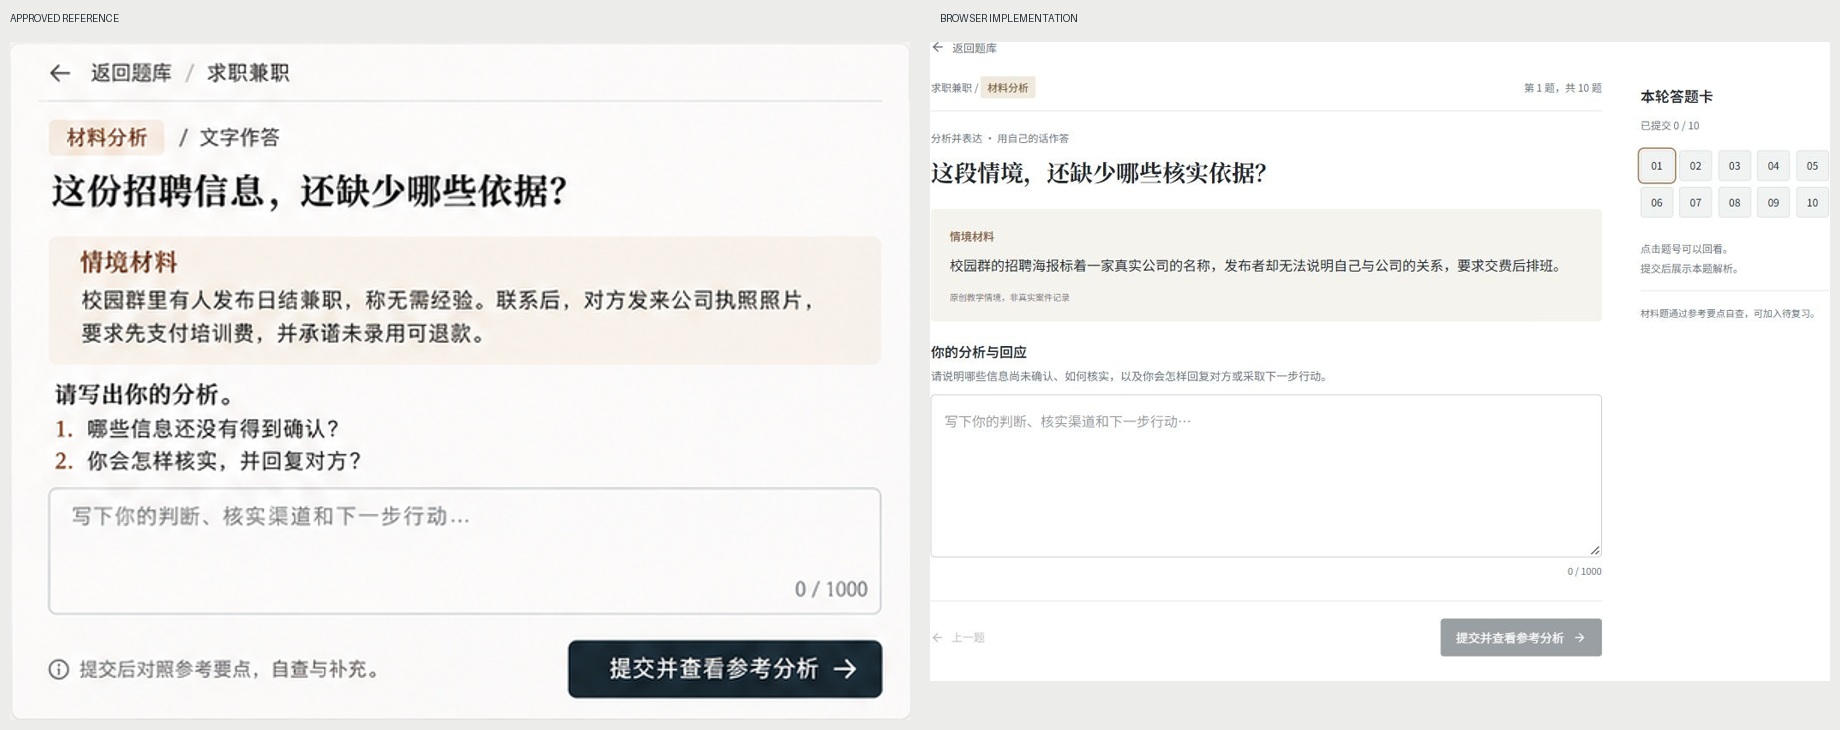 APPROVED REFERENCE
← 返回题库 / 求职兼职
材料分析 / 文字作答
这份招聘信息，还缺少哪些依据？
情境材料
校园群里有人发布日结兼职，称无需经验。联系后，对方发来公司执照照片，
要求先支付培训费，并承谐未录用可退款。
请写出你的分析。
1. 哪些信息还没有得到确认？
2. 你会怎样核实，并回复对方？
写下你的判断、核实渠道和下一步行动...
0 / 1000
提交后对照参考要点，自查与补充。
提交并查看参考分析 →
BROWSER IMPLEMENTATION
← 返回题库
求职兼职 / 材料分析
第 1 题，共 10 题
分析并表达 · 用自己的话作答
这段情境，还缺少哪些核实依据？
情境材料
校园群的招聘海报标着一家真实公司的名称，发布者却无法说明自己与公司的关系，要求交费后排班。
原创教学情境，非真实案件记录
你的分析与回应
请说明哪些信息尚未确认、如何核实，以及你会怎样回复对方或采取下一步行动。
写下你的判断、核实渠道和下一步行动…
0 / 1000
← 上一题
提交并查看参考分析 →
本轮答题卡
已提交 0 / 10
01 02 03 04 05
06 07 08 09 10
点击题号可以回看。
提交后展示本题解析。
材料题通过参考要点自查，可加入待复习。